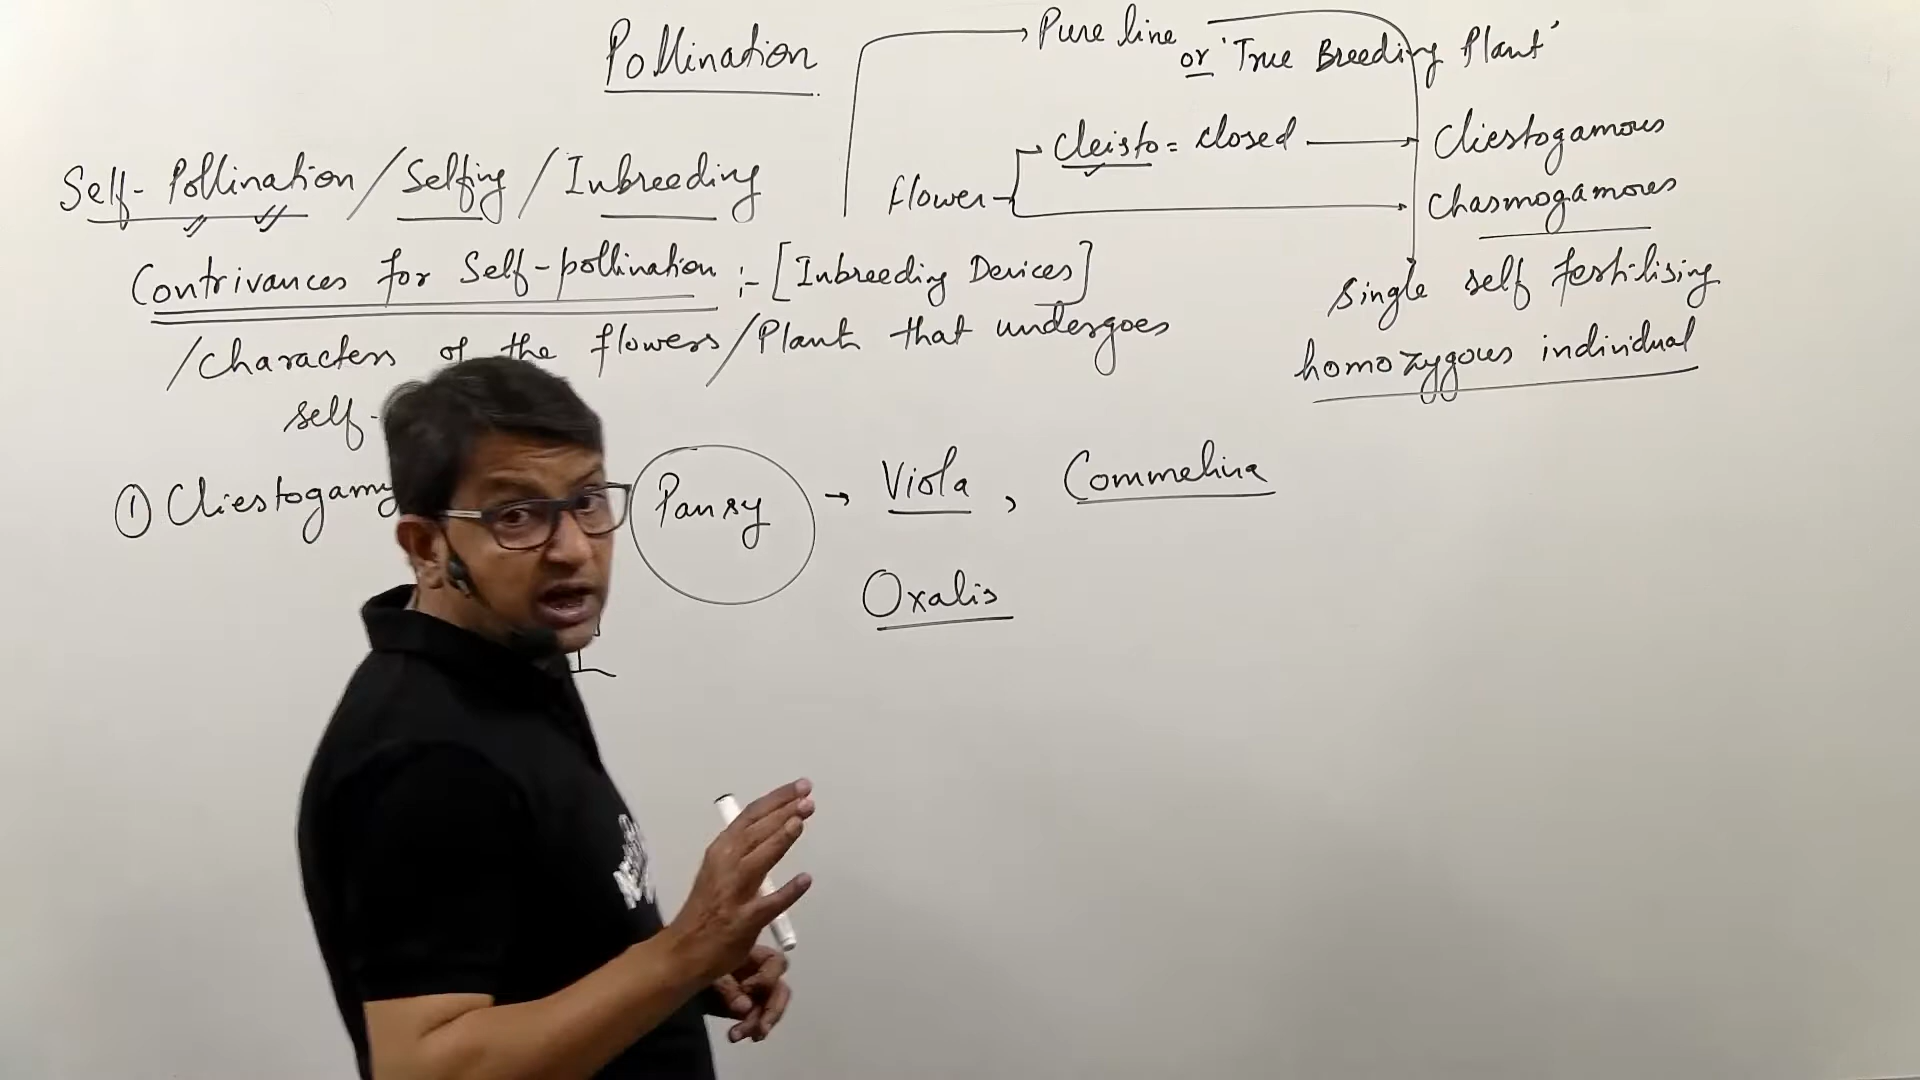 Pollination
Pure line or 'True Breeding Plant'
Self-Pollination / Selfing / Inbreeding
Flower
Cleisto = closed
Cliestogamous
Chasmogamous
Contrivances for Self-pollination :- [Inbreeding Devices]
/characters of the flowers/Plant that undergoes
self-
single self fertilising
homozygous individual
① Cliestogamy
Pansy → Viola, Commelina
Oxalis